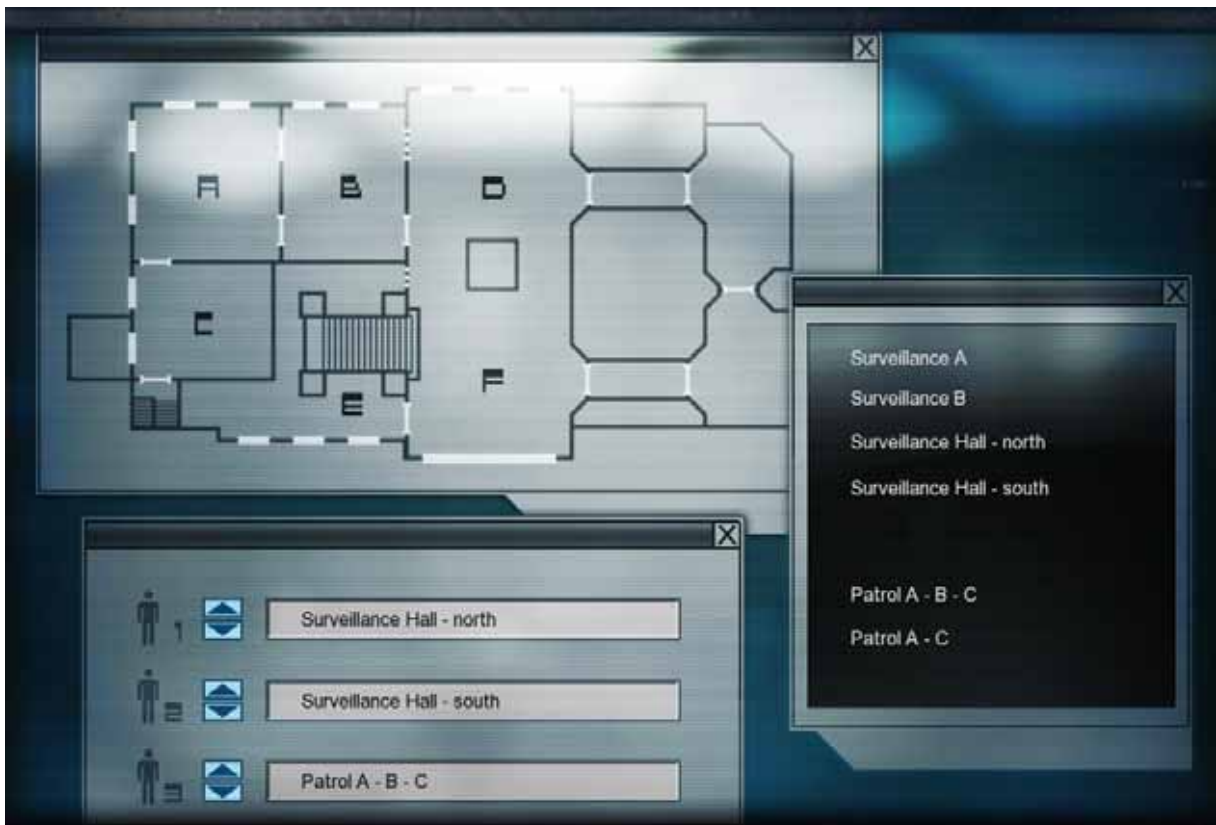 X
A B D
C
E F
X
Surveillance A
Surveillance B
Surveillance Hall - north
Surveillance Hall - south
Patrol A - B - C
Patrol A - C
X
1 Surveillance Hall - north
2 Surveillance Hall - south
3 Patrol A - B - C